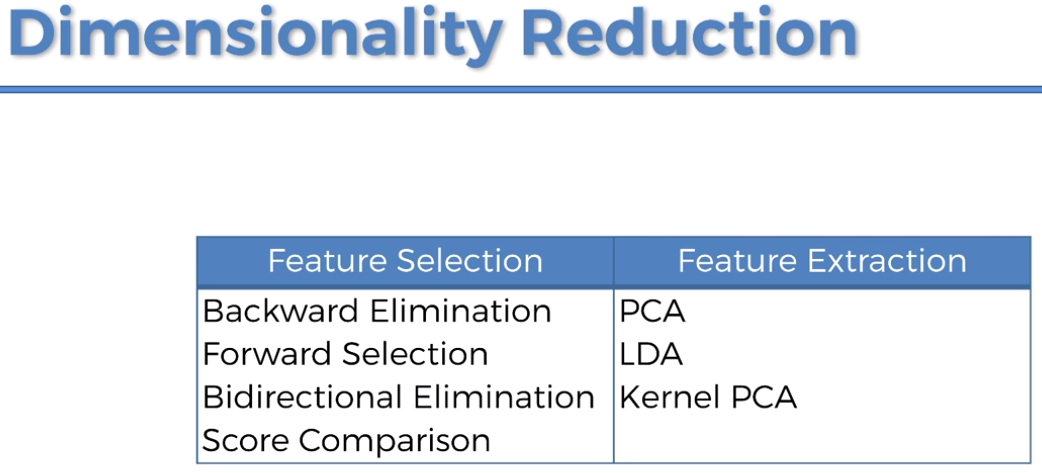 Dimensionality Reduction
Feature Selection Feature Extraction
Backward Elimination PCA
Forward Selection LDA
Bidirectional Elimination Kernel PCA
Score Comparison